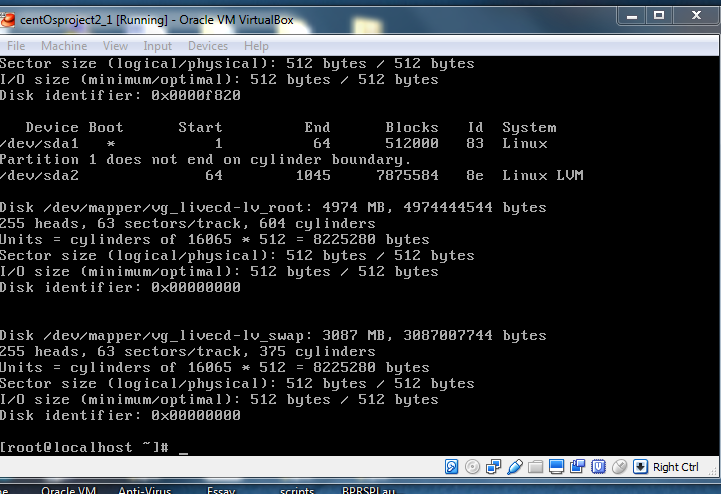 centOsproject2_1 [Running] - Oracle VM VirtualBox
File Machine View Input Devices Help
Sector size (logical/physical): 512 bytes / 512 bytes
I/O size (minimum/optimal): 512 bytes / 512 bytes
Disk identifier: 0x0000f820
Device Boot Start End Blocks Id System
/dev/sda1 * 1 64 512000 83 Linux
Partition 1 does not end on cylinder boundary.
/dev/sda2 64 1045 7875584 8e Linux LVM
Disk /dev/mapper/vg_livecd-lv_root: 4974 MB, 4974444544 bytes
255 heads, 63 sectors/track, 604 cylinders
Units = cylinders of 16065 * 512 = 8225280 bytes
Sector size (logical/physical): 512 bytes / 512 bytes
I/O size (minimum/optimal): 512 bytes / 512 bytes
Disk identifier: 0x00000000
Disk /dev/mapper/vg_livecd-lv_swap: 3087 MB, 3087007744 bytes
255 heads, 63 sectors/track, 375 cylinders
Units = cylinders of 16065 * 512 = 8225280 bytes
Sector size (logical/physical): 512 bytes / 512 bytes
I/O size (minimum/optimal): 512 bytes / 512 bytes
Disk identifier: 0x00000000
[root@localhost ~]# _
Right Ctrl
Oracle VM Anti-Virus Essay scripts